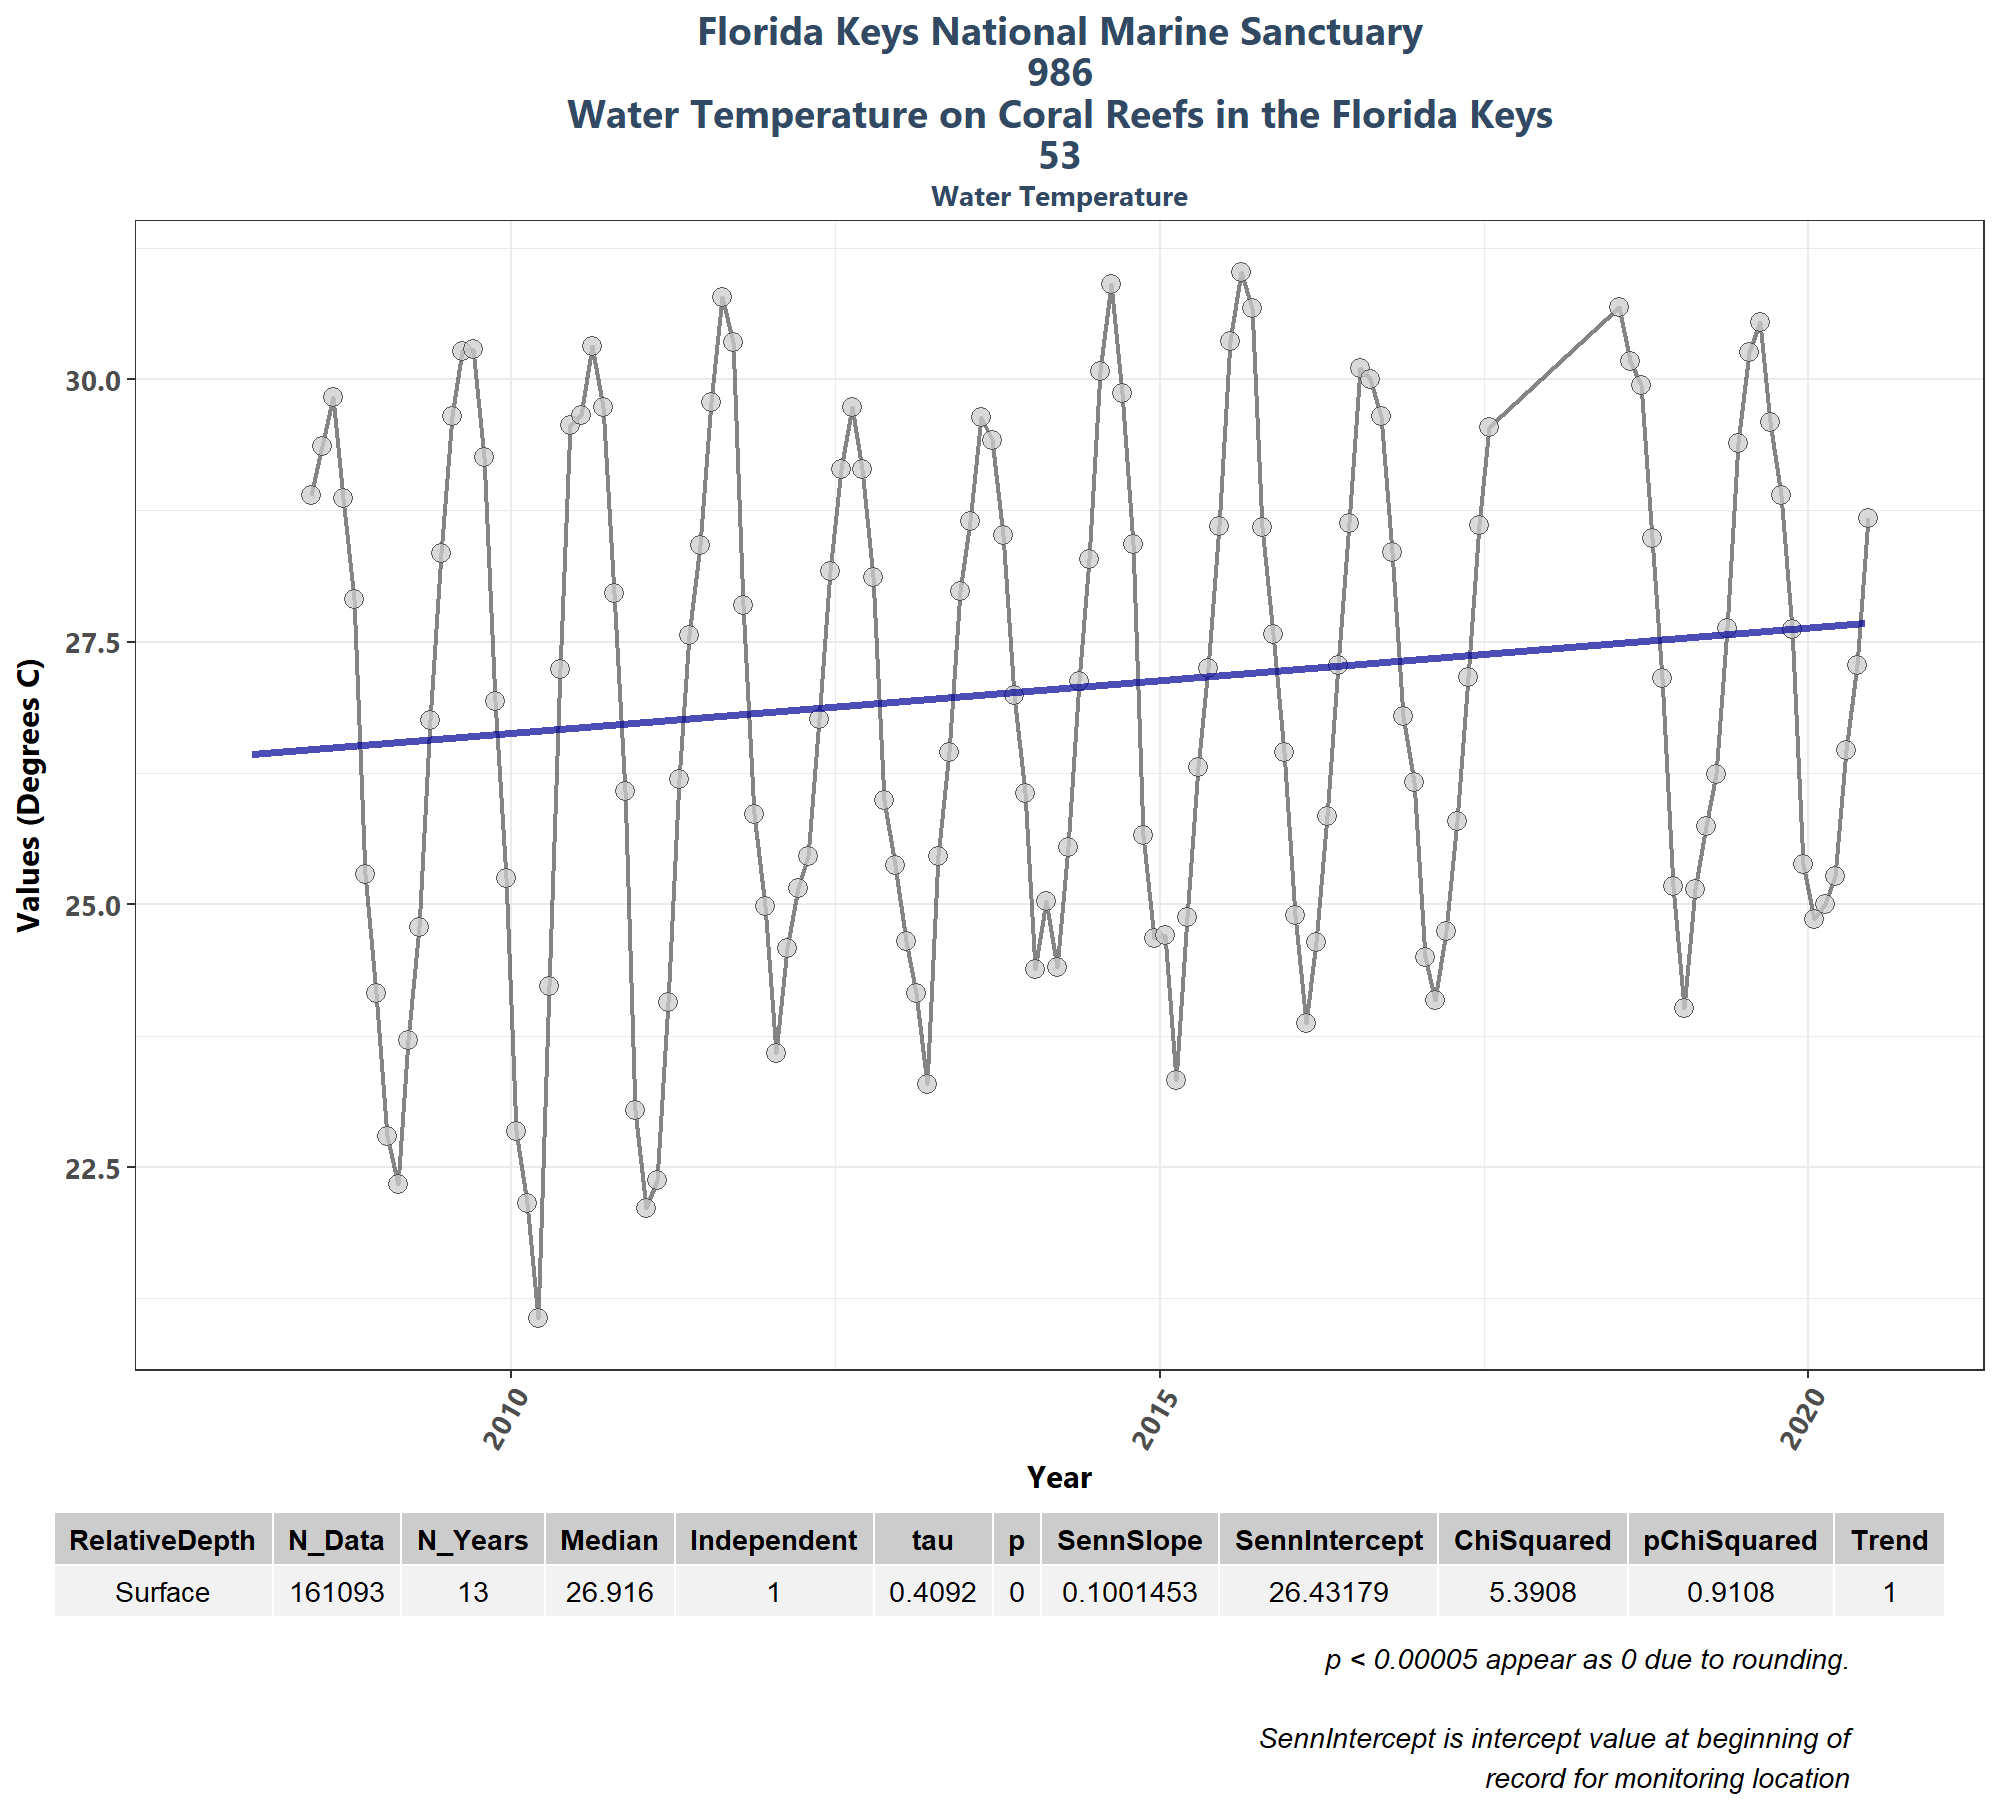 Florida Keys National Marine Sanctuary
986
Water Temperature on Coral Reefs in the Florida Keys
53
Water Temperature
Values (Degrees C)
30.0
27.5
25.0
22.5
2010 2015 2020
Year
RelativeDepth N_Data N_Years Median Independent tau p SennSlope SennIntercept ChiSquared pChiSquared Trend
Surface 161093 13 26.916 1 0.4092 0 0.1001453 26.43179 5.3908 0.9108 1
p < 0.00005 appear as 0 due to rounding.
SennIntercept is intercept value at beginning of
record for monitoring location